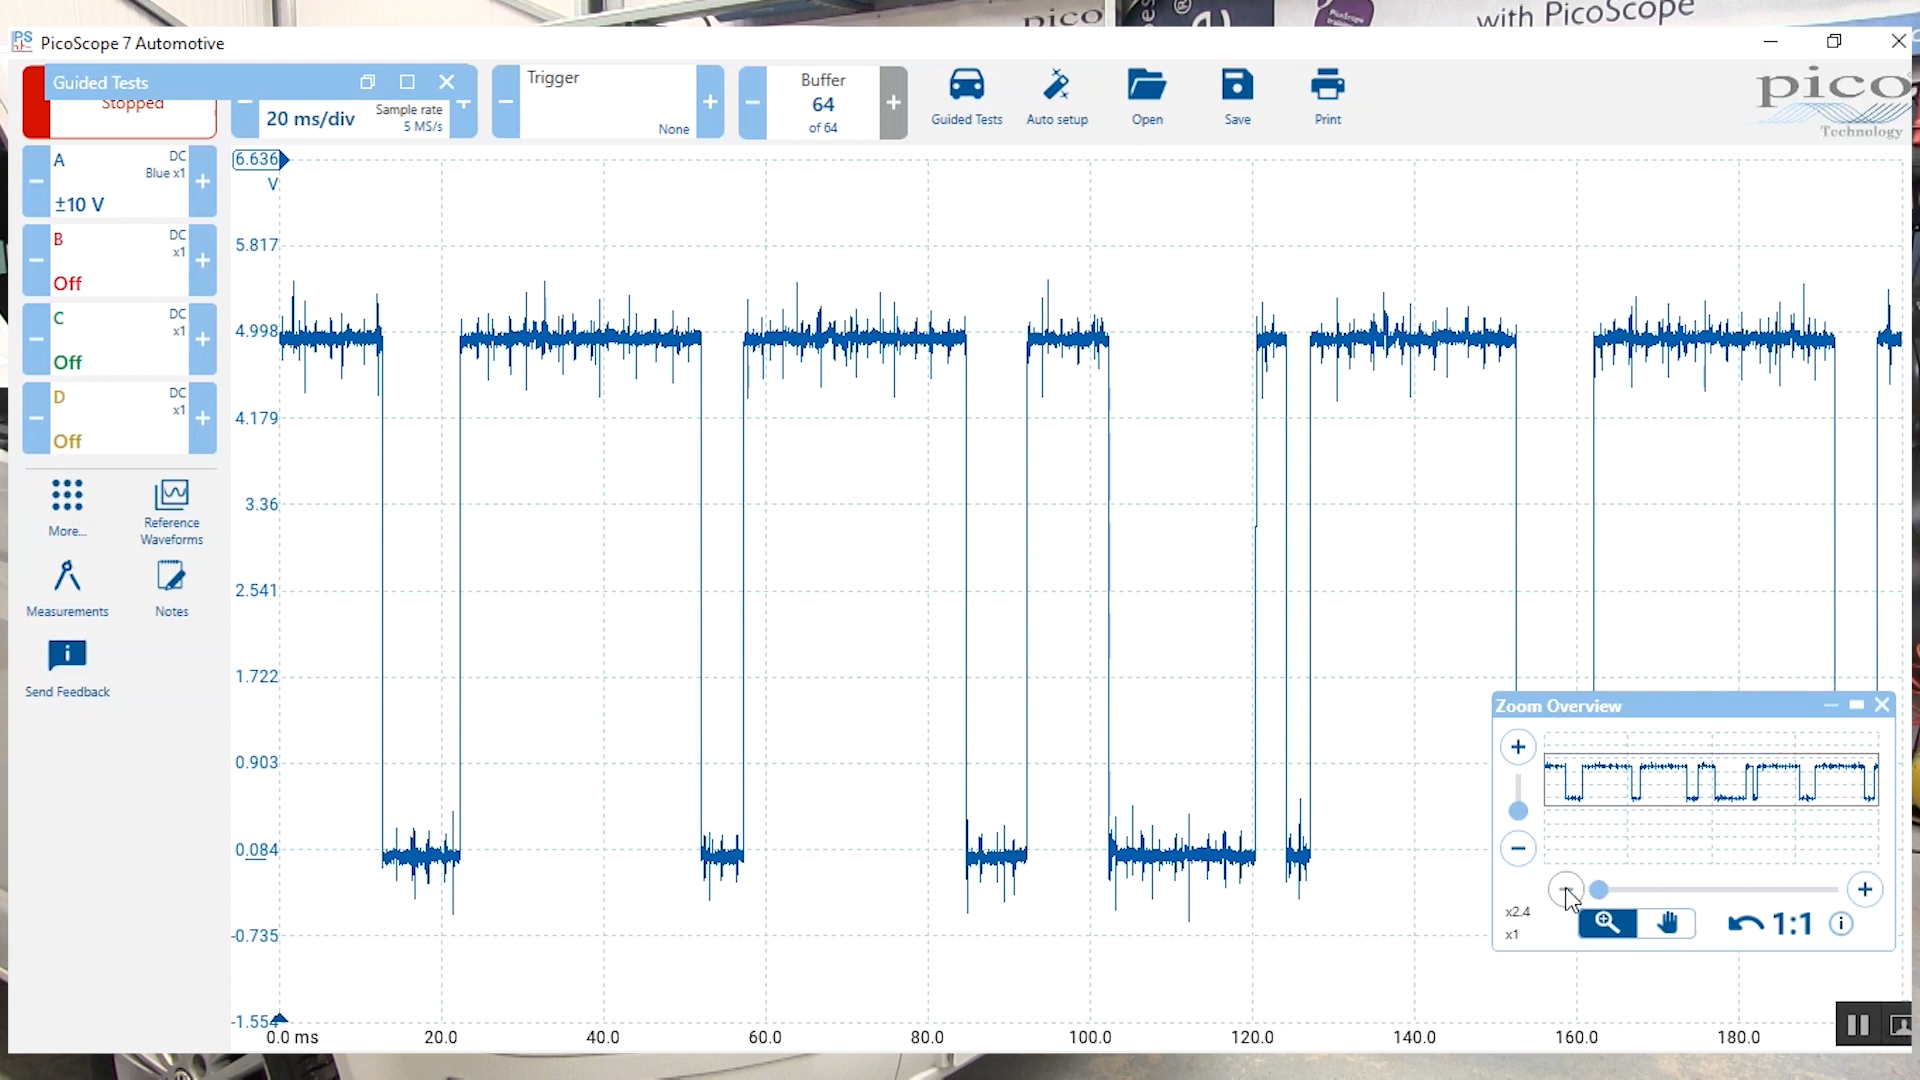 pico
with PicoScope
PS
PicoScope 7 Automotive
Guided Tests
Stopped
20 ms/div
Sample rate
5 MS/s
Trigger
None
Buffer
64
of 64
Guided Tests
Auto setup
Open
Save
Print
pico
Technology
A
DC
Blue x1
±10 V
B
DC
x1
Off
C
DC
x1
Off
D
DC
x1
Off
More...
Reference
Waveforms
Measurements
Notes
Send Feedback
6.636
V
5.817
4.998
4.179
3.36
2.541
1.722
0.903
0.084
-0.735
-1.554
0.0 ms
20.0
40.0
60.0
80.0
100.0
120.0
140.0
160.0
180.0
Zoom Overview
x2.4
x1
1:1